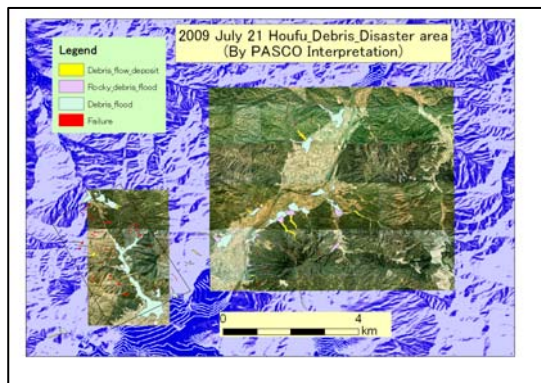 2009 July 21 Houfu_Debris_Disaster area
(By PASCO Interpretation)
Legend
Debris_flow_deposit
Rocky_debris_flood
Debris_flood
Failure
0 4
km